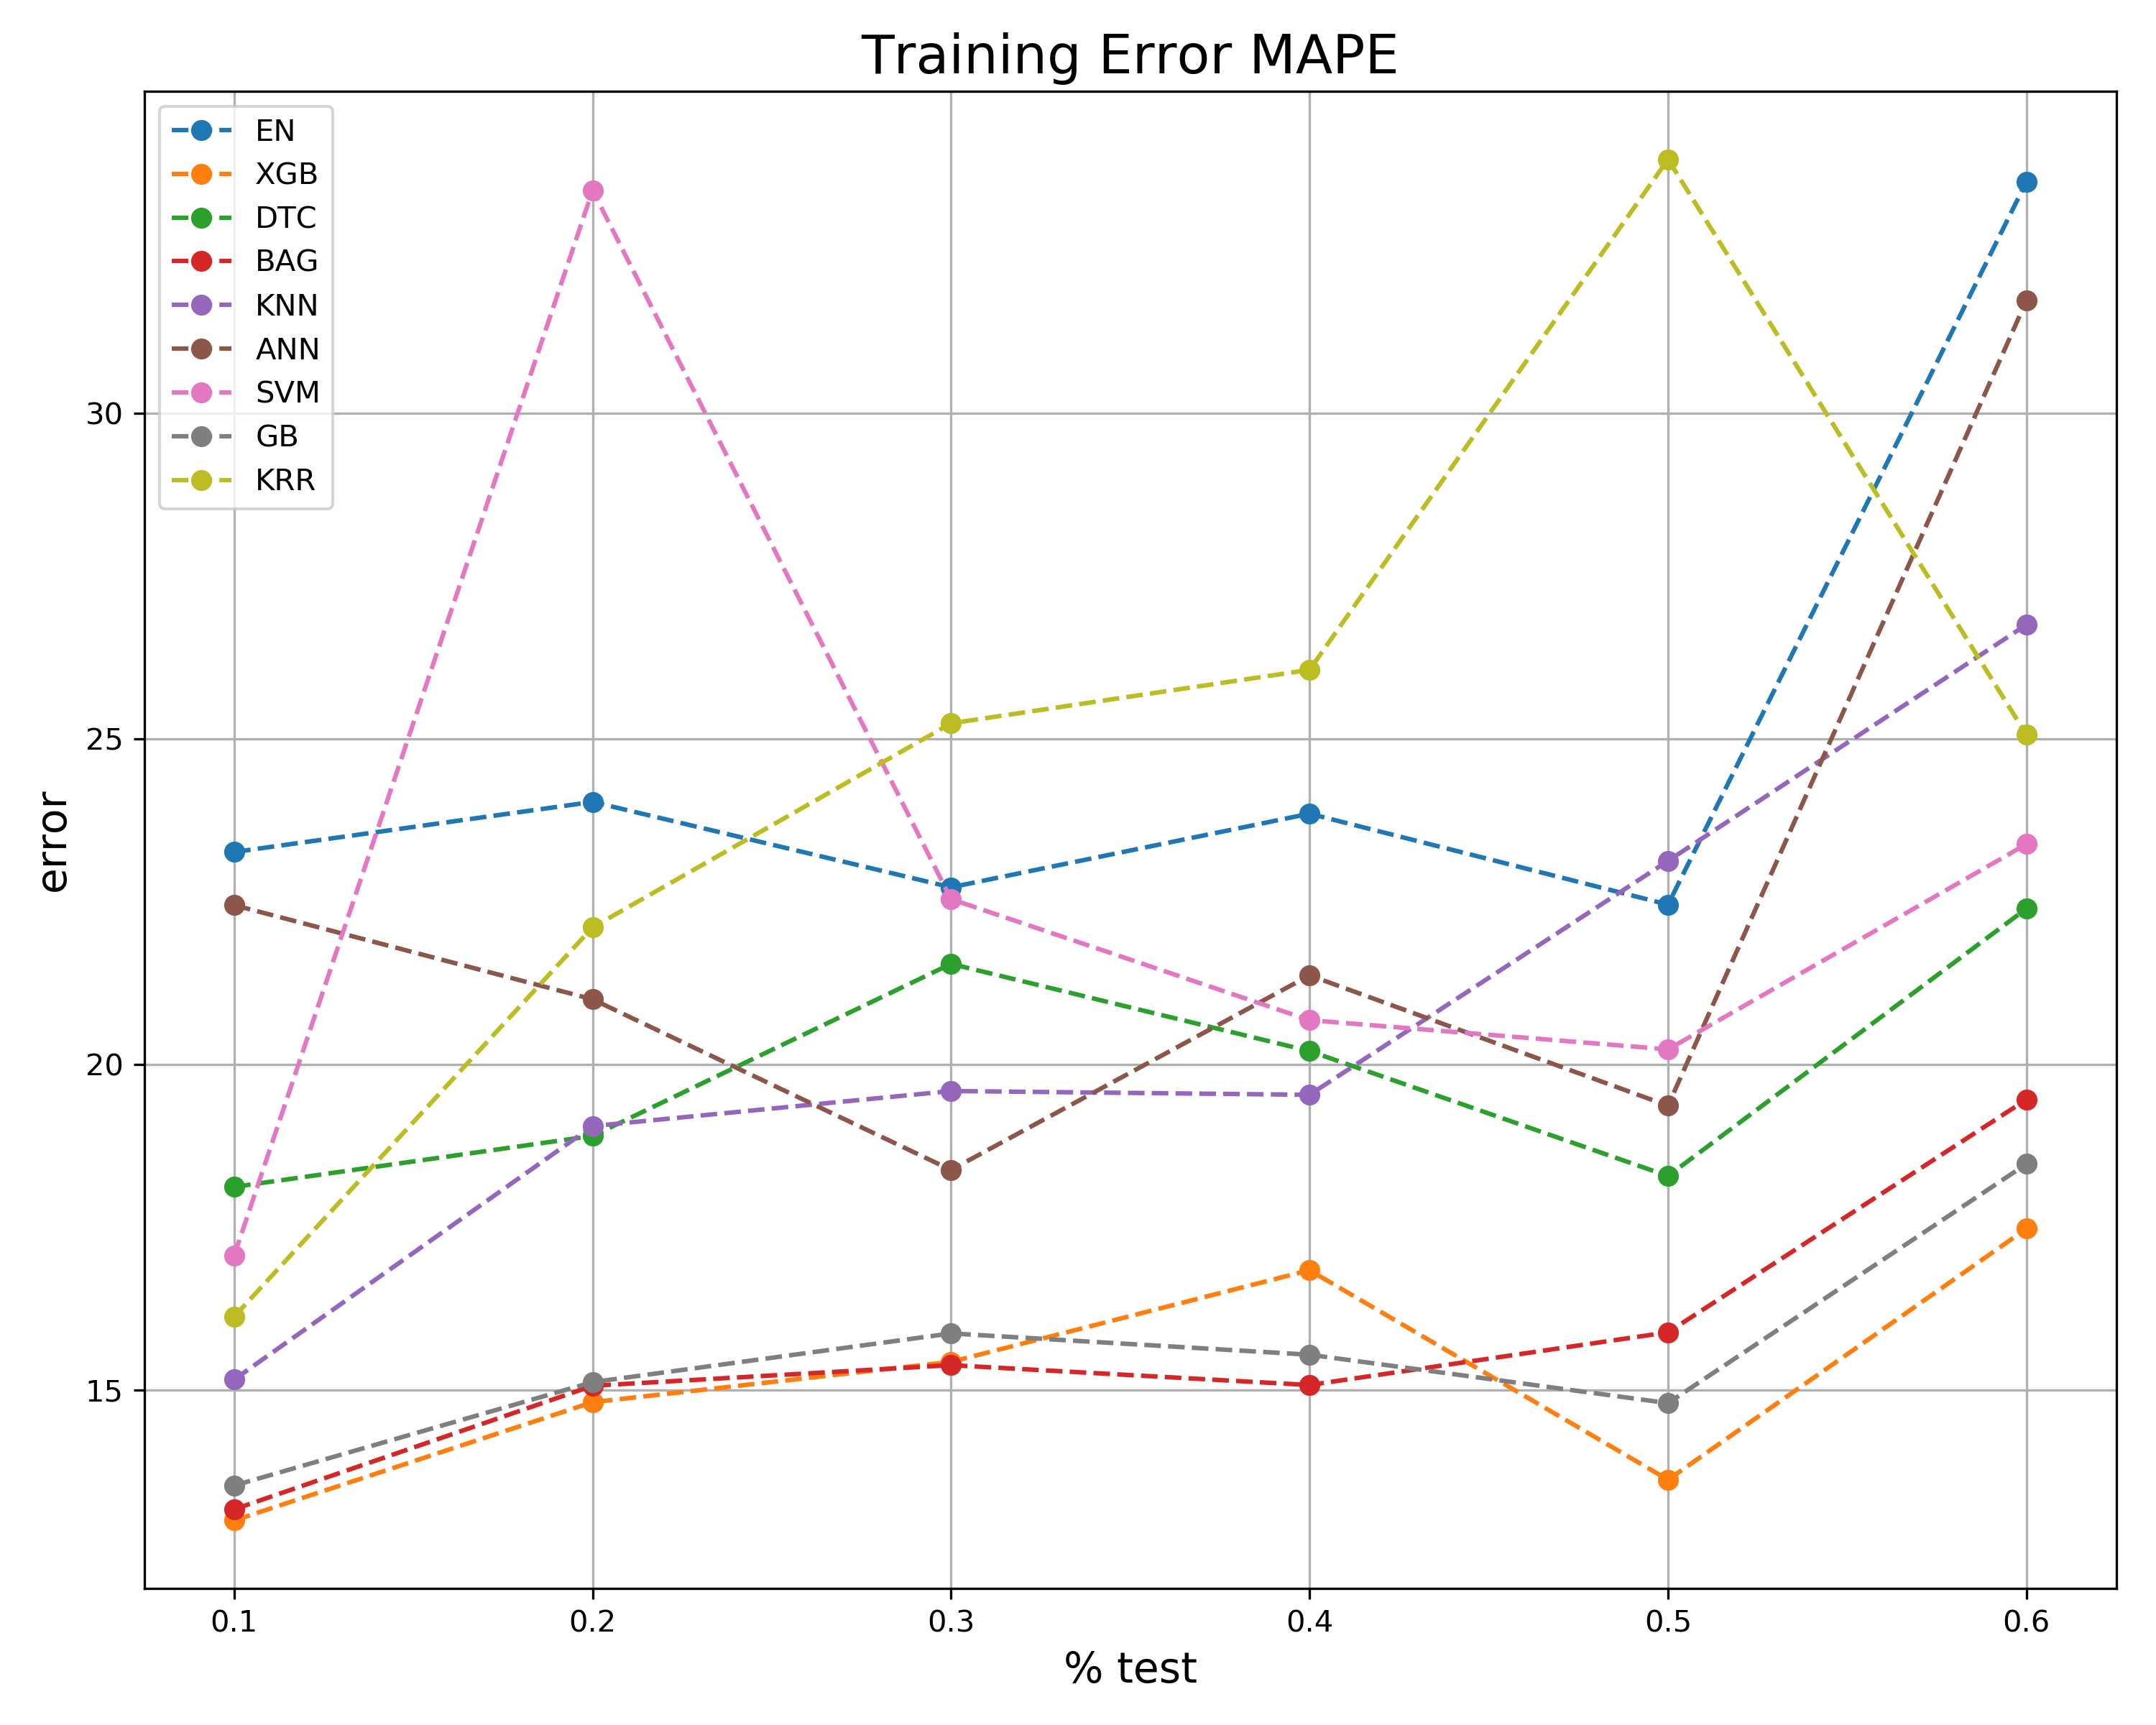 Training Error MAPE
EN
XGB
DTC
BAG
KNN
ANN
SVM
GB
KRR
30
25
20
15
error
0.1 0.2 0.3 0.4 0.5 0.6
% test